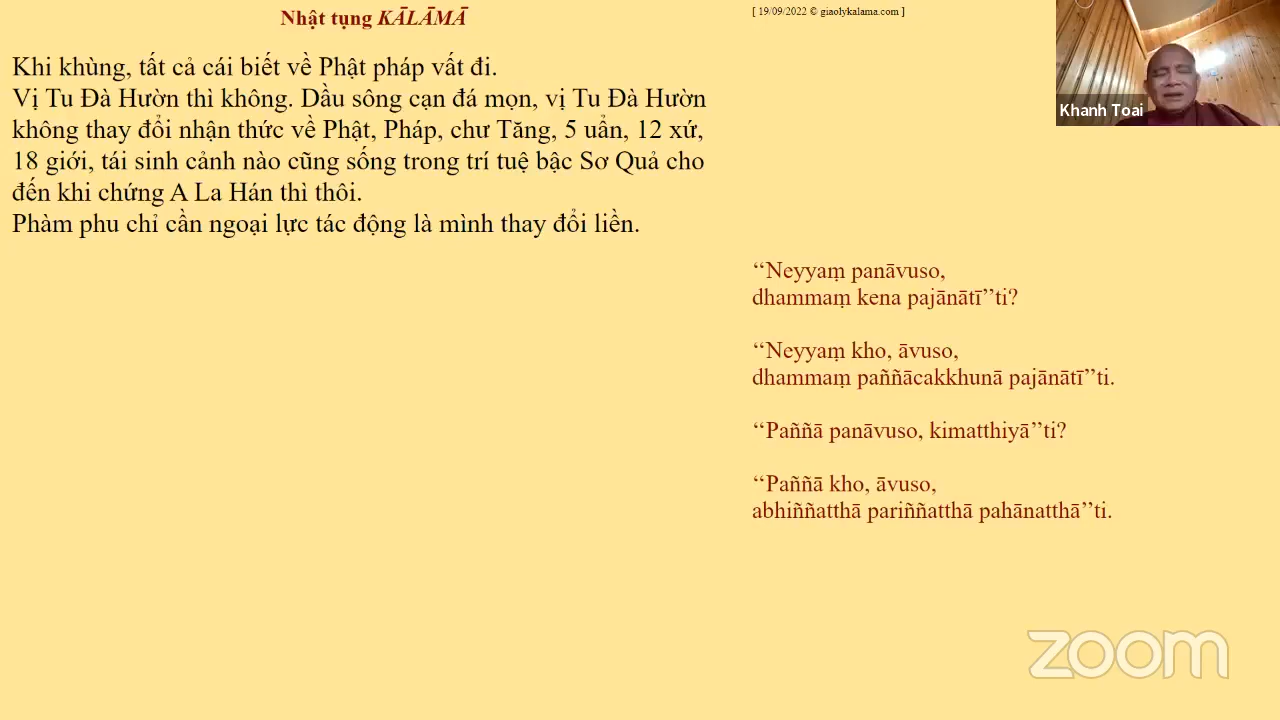 Nhật tụng KĀLĀMĀ
[ 19/09/2022 © giaolykalama.com ]
Khi khùng, tất cả cái biết về Phật pháp vất đi.
Vị Tu Đà Hườn thì không. Dầu sông cạn đá mọn, vị Tu Đà Hườn
không thay đổi nhận thức về Phật, Pháp, chư Tăng, 5 uẩn, 12 xứ,
18 giới, tái sinh cảnh nào cũng sống trong trí tuệ bậc Sơ Quả cho
đến khi chứng A La Hán thì thôi.
Phàm phu chỉ cần ngoại lực tác động là mình thay đổi liền.
“Neyyaṃ panāvuso,
dhammaṃ kena pajānātī”ti?
“Neyyaṃ kho, āvuso,
dhammaṃ paññācakkhunā pajānātī”ti.
“Paññā panāvuso, kimatthiyā”ti?
“Paññā kho, āvuso,
abhiññatthā pariññatthā pahānatthā”ti.
Khanh Toai
zoom